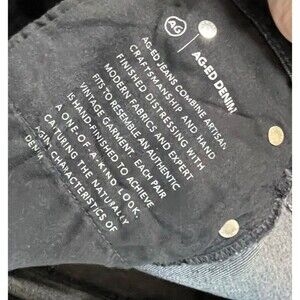 AG
AG-ED DENIM
AG-ED JEANS COMBINE ARTISAN
CRAFTSMANSHIP AND HAND
FINISHED DISTRESSING WITH
MODERN FABRICS AND EXPERT
FITS TO RESEMBLE AN AUTHENTIC
VINTAGE GARMENT. EACH PAIR
IS HAND-FINISHED TO ACHIEVE
A ONE-OF-A-KIND LOOK,
CAPTURING THE NATURALLY
AGING CHARACTERISTICS OF
DENIM